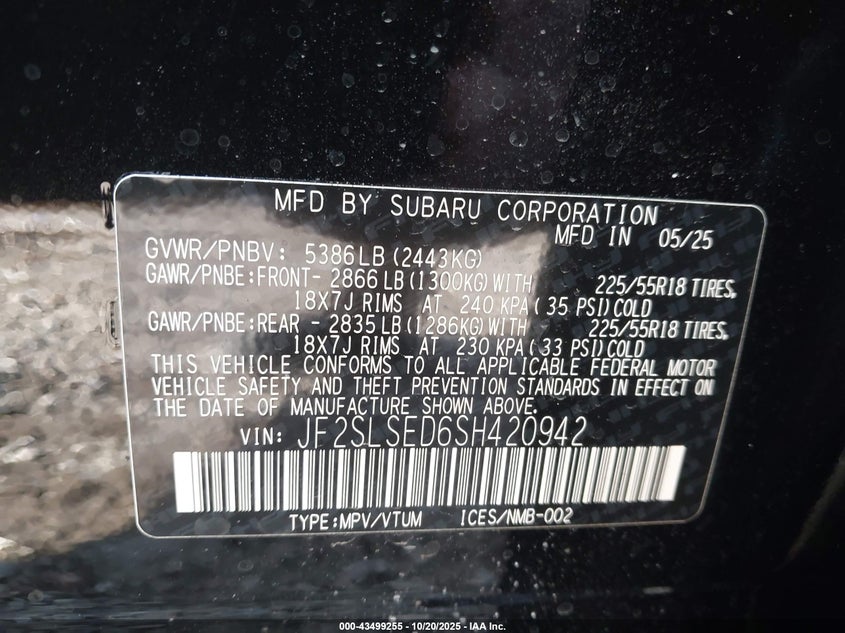 MFD BY SUBARU CORPORATION
MFD IN 05/25
GVWR/PNBV: 5386LB (2443KG)
GAWR/PNBE:FRONT- 2866 LB (1300KG) WITH 225/55R18 TIRES,
18X7J RIMS AT 240 KPA (35 PSI) COLD
GAWR/PNBE:REAR - 2835 LB (1286KG) WITH 225/55R18 TIRES,
18X7J RIMS AT 230 KPA (33 PSI) COLD
THIS VEHICLE CONFORMS TO ALL APPLICABLE FEDERAL MOTOR
VEHICLE SAFETY AND THEFT PREVENTION STANDARDS IN EFFECT ON
THE DATE OF MANUFACTURE SHOWN ABOVE.
VIN: JF2SLSED6SH420942
TYPE:MPV/VTUM ICES/NMB-002
000-43499255 - 10/20/2025 - IAA Inc.